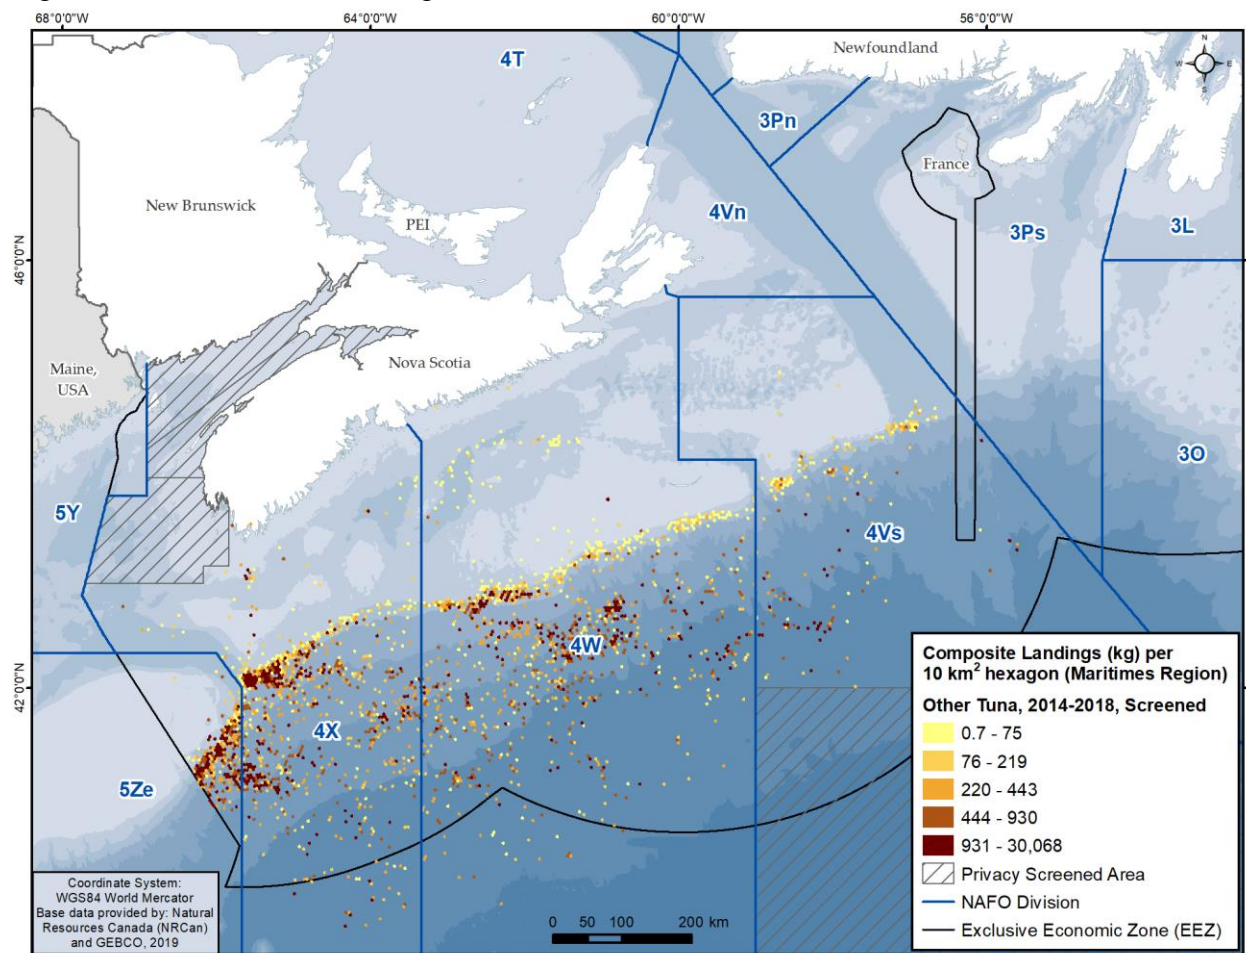 68°0'0"W 64°0'0"W 60°0'0"W 56°0'0"W
Newfoundland
N
W E
S
4T
3Pn
France
New Brunswick
PEI
4Vn
3Ps
3L
46°0'0"N
Maine,
USA
Nova Scotia
5Y
3O
4Vs
4W
42°0'0"N
4X
5Ze
Composite Landings (kg) per
10 km² hexagon (Maritimes Region)
Other Tuna, 2014-2018, Screened
0.7 - 75
76 - 219
220 - 443
444 - 930
931 - 30,068
Privacy Screened Area
NAFO Division
Exclusive Economic Zone (EEZ)
Coordinate System:
WGS84 World Mercator
Base data provided by: Natural
Resources Canada (NRCan)
and GEBCO, 2019
0 50 100 200 km